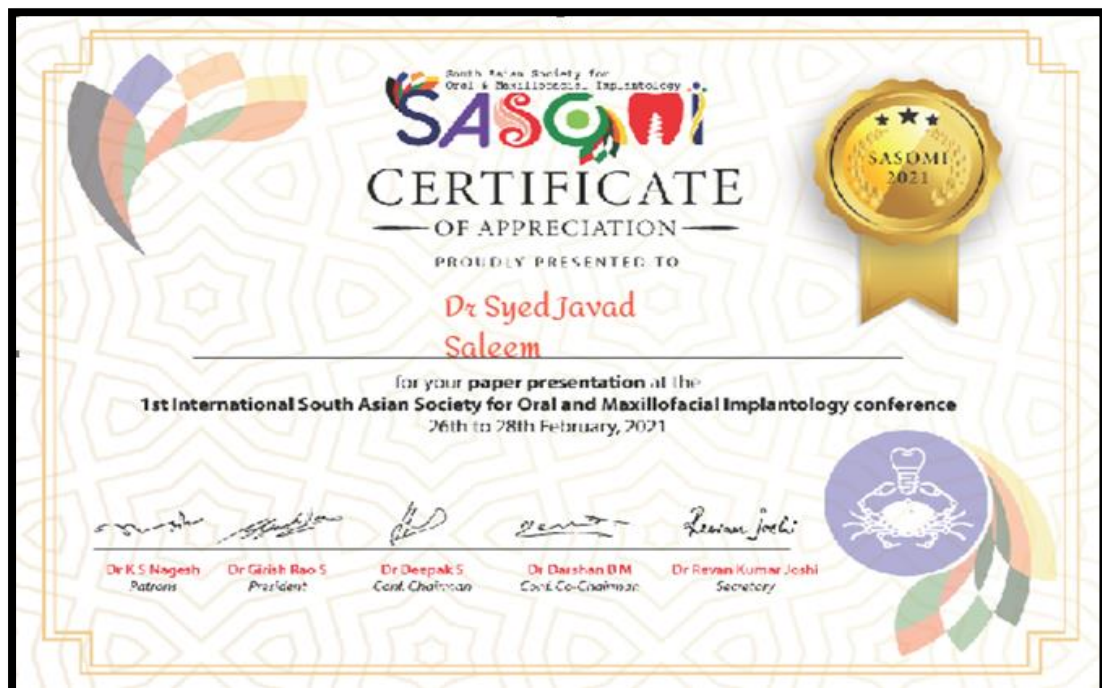 South Asian Society for
Oral & Maxillofacial Implantology
SASOMI
CERTIFICATE
OF APPRECIATION
PROUDLY PRESENTED TO
Dr Syed Javad
Saleem
SASOMI
2021
for your paper presentation at the
1st International South Asian Society for Oral and Maxillofacial Implantology conference
26th to 28th February, 2021
Revan Joshi
Dr K S Nagesh
Patrons
Dr Girish Rao S
President
Dr Deepak S
Conf. Chairman
Dr Darshan B M
Conf. Co-Chairman
Dr Revan Kumar Joshi
Secretary